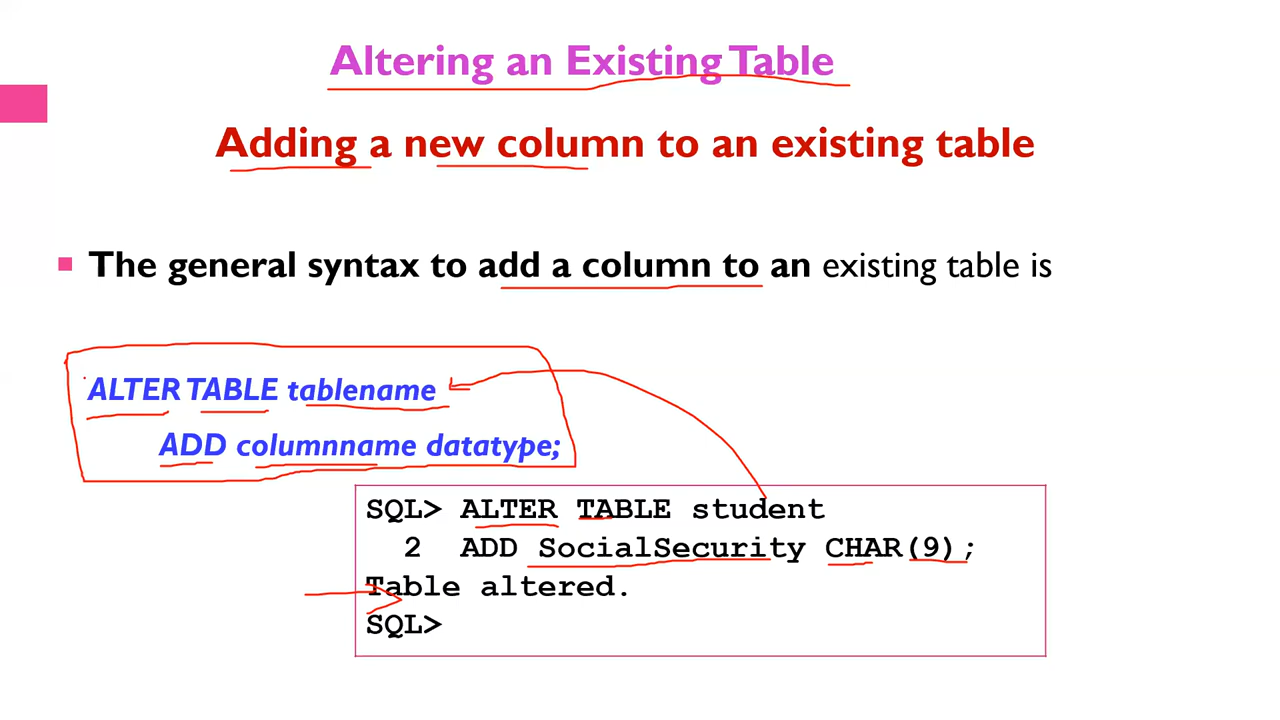 Altering an Existing Table
Adding a new column to an existing table
The general syntax to add a column to an existing table is
ALTER TABLE tablename
ADD columnname datatype;
SQL> ALTER TABLE student
2 ADD SocialSecurity CHAR(9);
Table altered.
SQL>